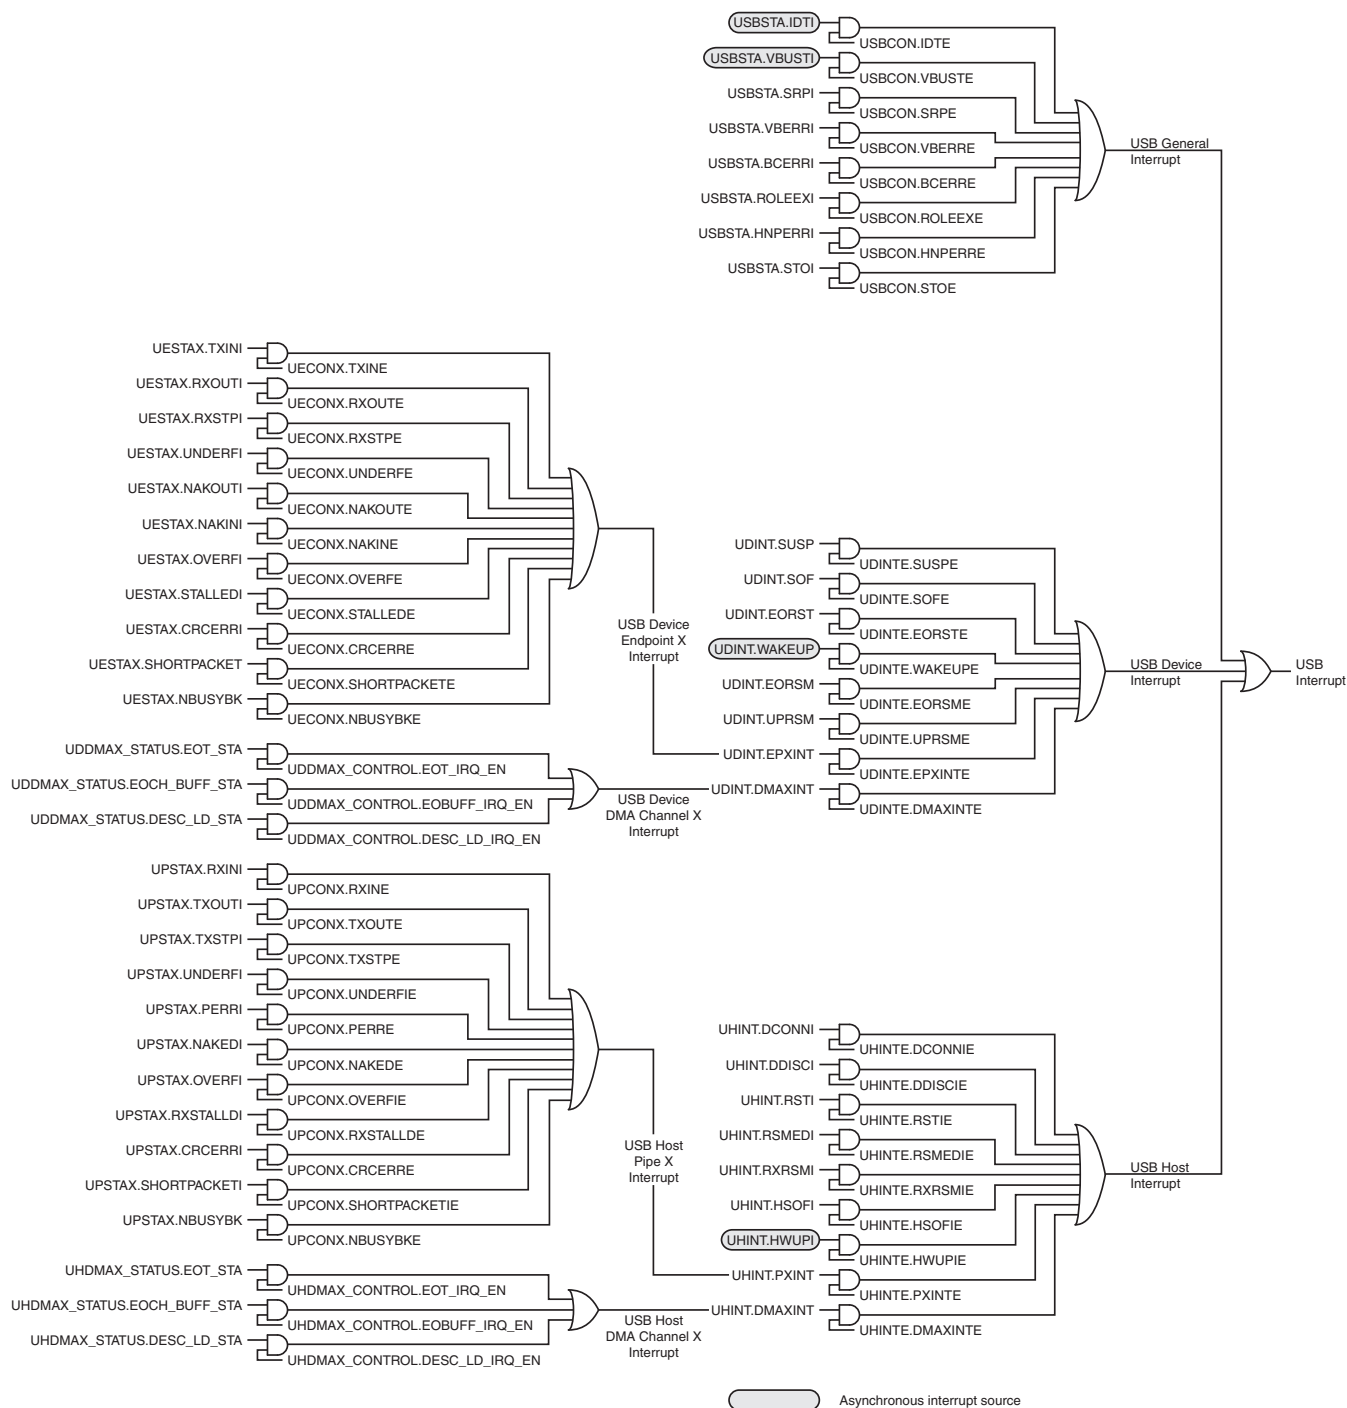 USBSTA.IDTI
USBCON.IDTE
USBSTA.VBUSTI
USBCON.VBUSTE
USBSTA.SRPI
USBCON.SRPE
USBSTA.VBERRI
USBCON.VBERRE
USBSTA.BCERRI
USBCON.BCERRE
USBSTA.ROLEEXI
USBCON.ROLEEXE
USBSTA.HNPERRI
USBCON.HNPERRE
USBSTA.STOI
USBCON.STOE
USB General
Interrupt
UESTAX.TXINI
UECONX.TXINE
UESTAX.RXOUTI
UECONX.RXOUTE
UESTAX.RXSTPI
UECONX.RXSTPE
UESTAX.UNDERFI
UECONX.UNDERFE
UESTAX.NAKOUTI
UECONX.NAKOUTE
UESTAX.NAKINI
UECONX.NAKINE
UESTAX.OVERFI
UECONX.OVERFE
UESTAX.STALLEDI
UECONX.STALLEDE
UESTAX.CRCERRI
UECONX.CRCERRE
UESTAX.SHORTPACKET
UECONX.SHORTPACKETE
UESTAX.NBUSYBK
UECONX.NBUSYBKE
USB Device
Endpoint X
Interrupt
UDDMAX_STATUS.EOT_STA
UDDMAX_CONTROL.EOT_IRQ_EN
UDDMAX_STATUS.EOCH_BUFF_STA
UDDMAX_CONTROL.EOBUFF_IRQ_EN
UDDMAX_STATUS.DESC_LD_STA
UDDMAX_CONTROL.DESC_LD_IRQ_EN
USB Device
DMA Channel X
Interrupt
UDINT.SUSP
UDINTE.SUSPE
UDINT.SOF
UDINTE.SOFE
UDINT.EORST
UDINTE.EORSTE
UDINT.WAKEUP
UDINTE.WAKEUPE
UDINT.EORSM
UDINTE.EORSME
UDINT.UPRSM
UDINTE.UPRSME
UDINT.EPXINT
UDINTE.EPXINTE
UDINT.DMAXINT
UDINTE.DMAXINTE
USB Device
Interrupt
USB
Interrupt
UPSTAX.RXINI
UPCONX.RXINE
UPSTAX.TXOUTI
UPCONX.TXOUTE
UPSTAX.TXSTPI
UPCONX.TXSTPE
UPSTAX.UNDERFI
UPCONX.UNDERFIE
UPSTAX.PERRI
UPCONX.PERRE
UPSTAX.NAKEDI
UPCONX.NAKEDE
UPSTAX.OVERFI
UPCONX.OVERFIE
UPSTAX.RXSTALLDI
UPCONX.RXSTALLDE
UPSTAX.CRCERRI
UPCONX.CRCERRE
UPSTAX.SHORTPACKETI
UPCONX.SHORTPACKETIE
UPSTAX.NBUSYBK
UPCONX.NBUSYBKE
USB Host
Pipe X
Interrupt
UHDMAX_STATUS.EOT_STA
UHDMAX_CONTROL.EOT_IRQ_EN
UHDMAX_STATUS.EOCH_BUFF_STA
UHDMAX_CONTROL.EOBUFF_IRQ_EN
UHDMAX_STATUS.DESC_LD_STA
UHDMAX_CONTROL.DESC_LD_IRQ_EN
USB Host
DMA Channel X
Interrupt
UHINT.DCONNI
UHINTE.DCONNIE
UHINT.DDISCI
UHINTE.DDISCIE
UHINT.RSTI
UHINTE.RSTIE
UHINT.RSMEDI
UHINTE.RSMEDIE
UHINT.RXRSMI
UHINTE.RXRSMIE
UHINT.HSOFI
UHINTE.HSOFIE
UHINT.HWUPI
UHINTE.HWUPIE
UHINT.PXINT
UHINTE.PXINTE
UHINT.DMAXINT
UHINTE.DMAXINTE
USB Host
Interrupt
Asynchronous interrupt source